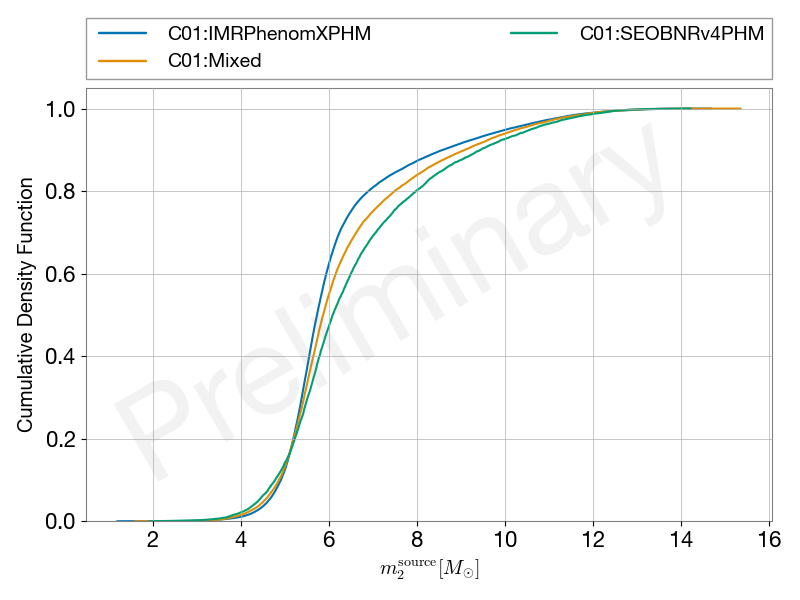 C01:IMRPhenomXPHM C01:SEOBNRv4PHM
C01:Mixed
1.0
0.8
0.6
0.4
0.2
0.0
Cumulative Density Function
Preliminary
2 4 6 8 10 12 14 16
m₂^source [M⊙]